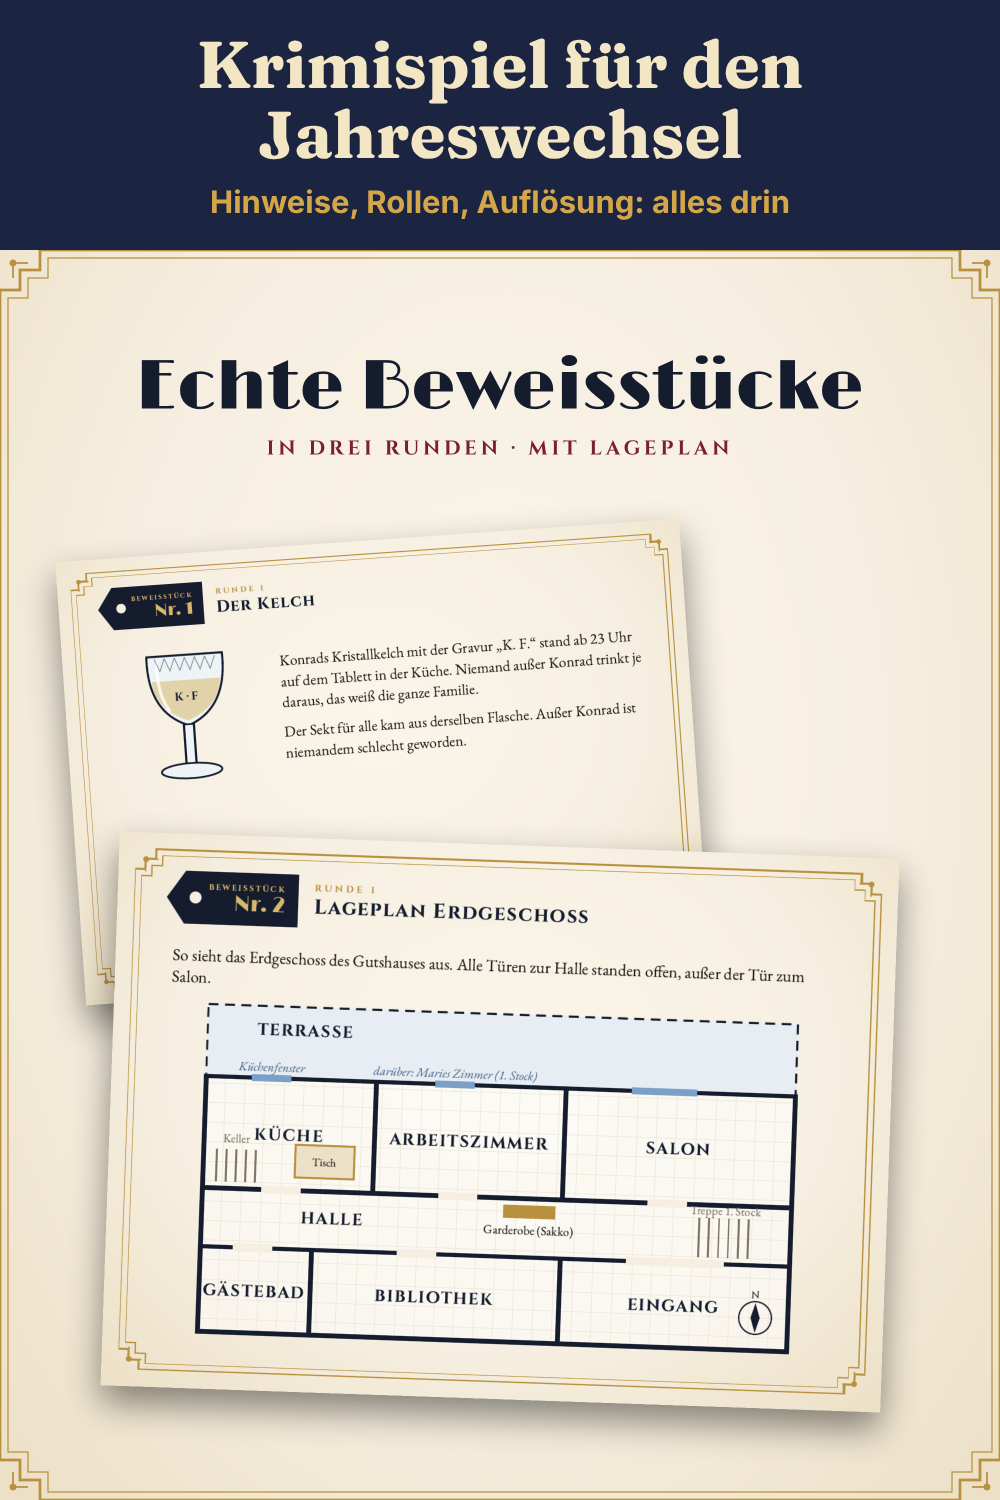 Krimispiel für den
Jahreswechsel
Hinweise, Rollen, Auflösung: alles drin
Echte Beweisstücke
IN DREI RUNDEN · MIT LAGEPLAN
BEWEISSTÜCK
Nr. 1
RUNDE 1
DER KELCH
K·F
Konrads Kristallkelch mit der Gravur „K. F.“ stand ab 23 Uhr
auf dem Tablett in der Küche. Niemand außer Konrad trinkt je
daraus, das weiß die ganze Familie.
Der Sekt für alle kam aus derselben Flasche. Außer Konrad ist
niemandem schlecht geworden.
BEWEISSTÜCK
Nr. 2
RUNDE 1
LAGEPLAN ERDGESCHOSS
So sieht das Erdgeschoss des Gutshauses aus. Alle Türen zur Halle standen offen, außer der Tür zum
Salon.
TERRASSE
Küchenfenster
darüber: Maries Zimmer (1. Stock)
Keller
KÜCHE
Tisch
ARBEITSZIMMER
SALON
HALLE
Garderobe (Sakko)
Treppe 1. Stock
GÄSTEBAD
BIBLIOTHEK
EINGANG
N